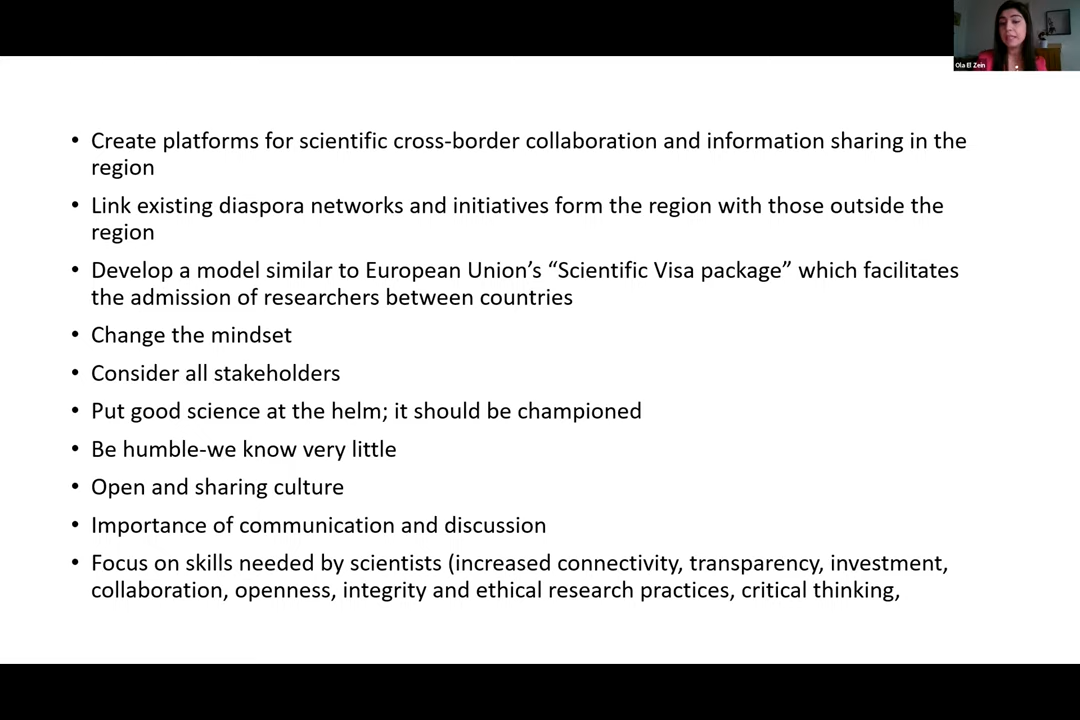 Ola El Zein
• Create platforms for scientific cross-border collaboration and information sharing in the
region
• Link existing diaspora networks and initiatives form the region with those outside the
region
• Develop a model similar to European Union’s “Scientific Visa package” which facilitates
the admission of researchers between countries
• Change the mindset
• Consider all stakeholders
• Put good science at the helm; it should be championed
• Be humble-we know very little
• Open and sharing culture
• Importance of communication and discussion
• Focus on skills needed by scientists (increased connectivity, transparency, investment,
collaboration, openness, integrity and ethical research practices, critical thinking,